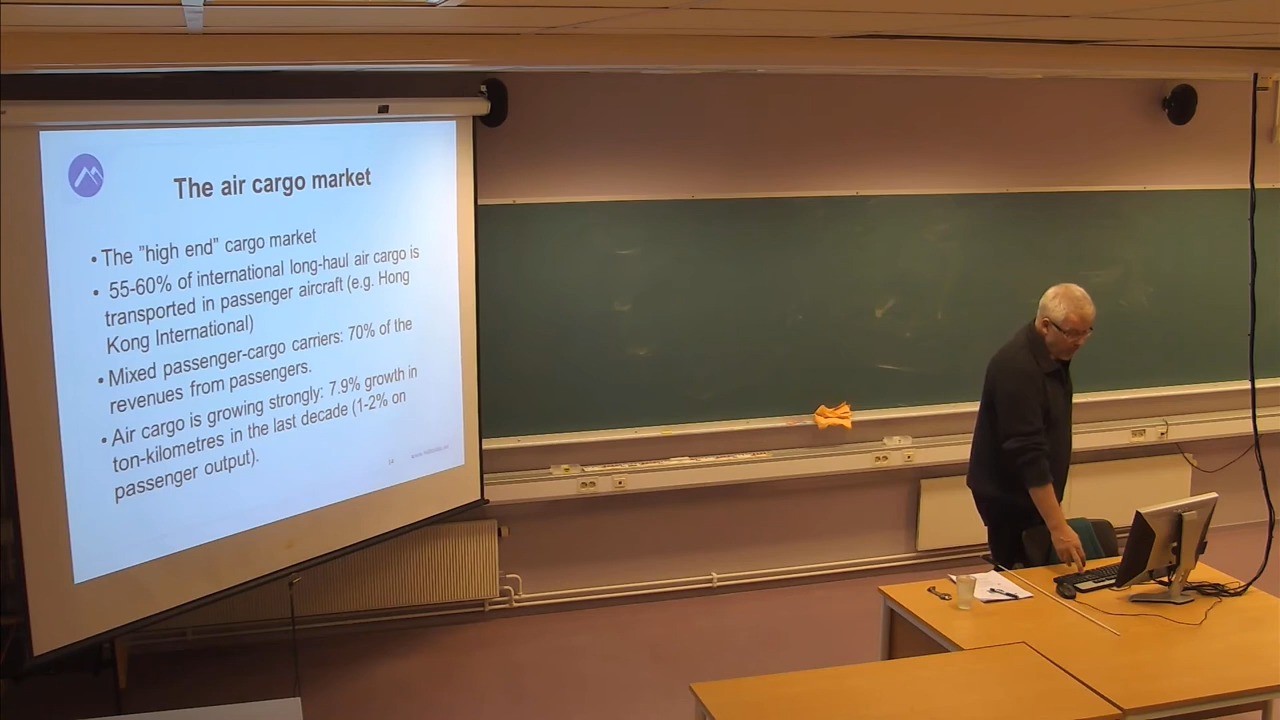 The air cargo market
• The ”high end” cargo market
• 55-60% of international long-haul air cargo is
transported in passenger aircraft (e.g. Hong
Kong International)
• Mixed passenger-cargo carriers: 70% of the
revenues from passengers.
• Air cargo is growing strongly: 7.9% growth in
ton-kilometres in the last decade (1-2% on
passenger output).